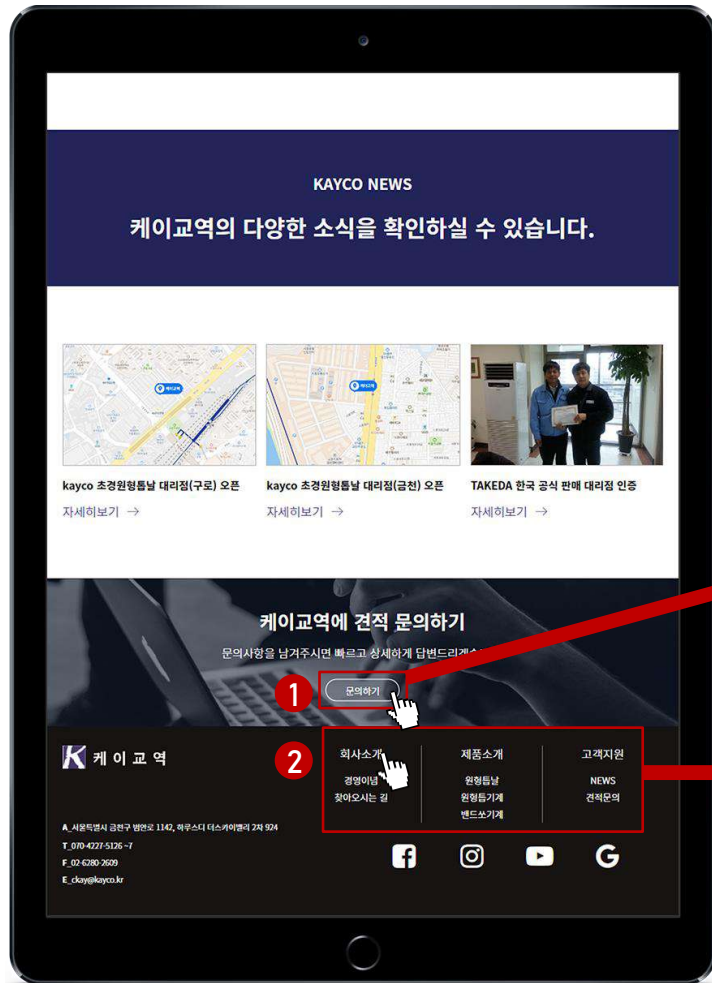 KAYCO NEWS
케이교역의 다양한 소식을 확인하실 수 있습니다.
케이교역
케이교역
kayco 초경원형톱날 대리점(구로) 오픈
kayco 초경원형톱날 대리점(금천) 오픈
TAKEDA 한국 공식 판매 대리점 인증
자세히보기 →
자세히보기 →
자세히보기 →
케이교역에 견적 문의하기
문의사항을 남겨주시면 빠르고 상세하게
1
문의하기
케이교역
2
회사소개
제품소개
고객지원
경영이념
원형톱날
NEWS
찾아오시는 길
원형톱기계
견적문의
밴드쏘기계
A_서울특별시 금천구 범안로 1142, 하우스디 더스카이밸리 2차 924
T_070-4227-5126 ~7
F_02-6280-2609
E_ckay@kayco.kr